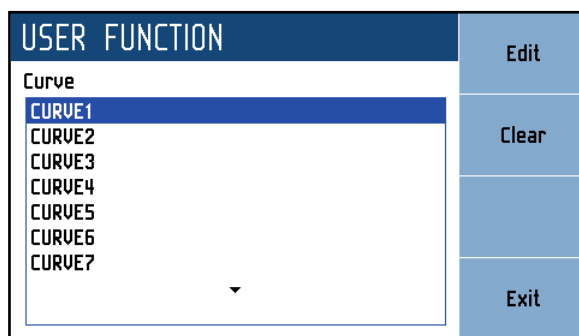 USER FUNCTION
Curve
CURVE1
CURVE2
CURVE3
CURVE4
CURVE5
CURVE6
CURVE7
Edit
Clear
Exit